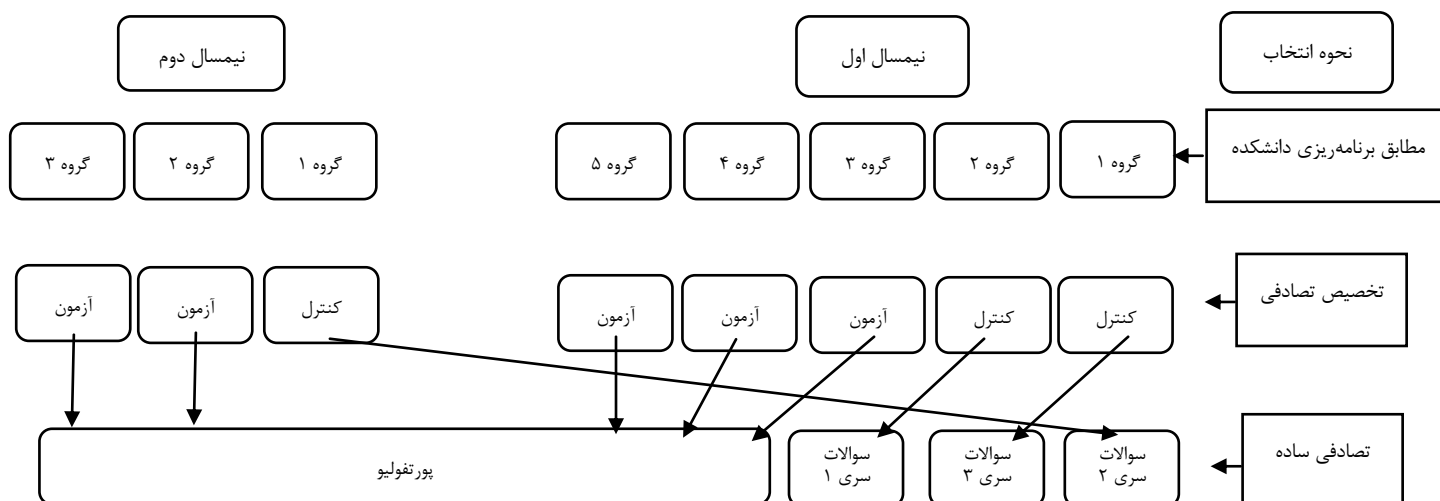 نحوه انتخاب
نیمسال اول
نیمسال دوم
مطابق برنامه‌ریزی دانشکده
گروه ۱
گروه ۲
گروه ۳
گروه ۴
گروه ۵
گروه ۱
گروه ۲
گروه ۳
تخصیص تصادفی
کنترل
کنترل
آزمون
آزمون
آزمون
کنترل
آزمون
آزمون
تصادفی ساده
سوالات
سری ۲
سوالات
سری ۳
سوالات
سری ۱
پورتفولیو